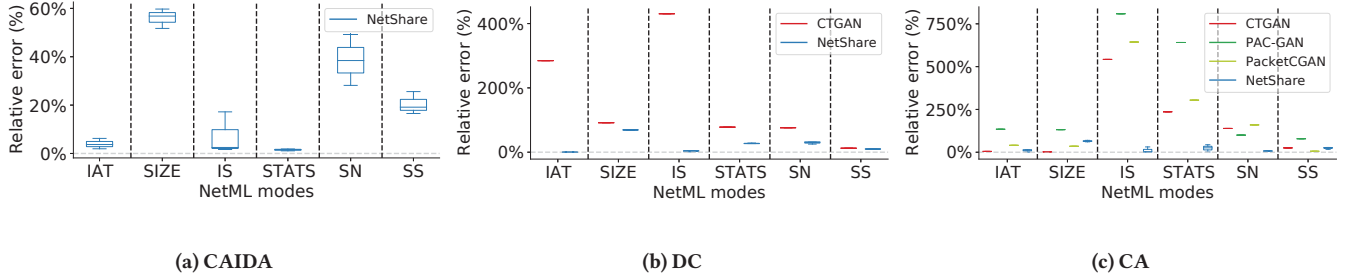 60%
40%
20%
0%
Relative error (%)
NetShare
IAT SIZE IS STATS SN SS
NetML modes
(a) CAIDA
400%
200%
0%
Relative error (%)
CTGAN
NetShare
IAT SIZE IS STATS SN SS
NetML modes
(b) DC
750%
500%
250%
0%
Relative error (%)
CTGAN
PAC-GAN
PacketCGAN
NetShare
IAT SIZE IS STATS SN SS
NetML modes
(c) CA